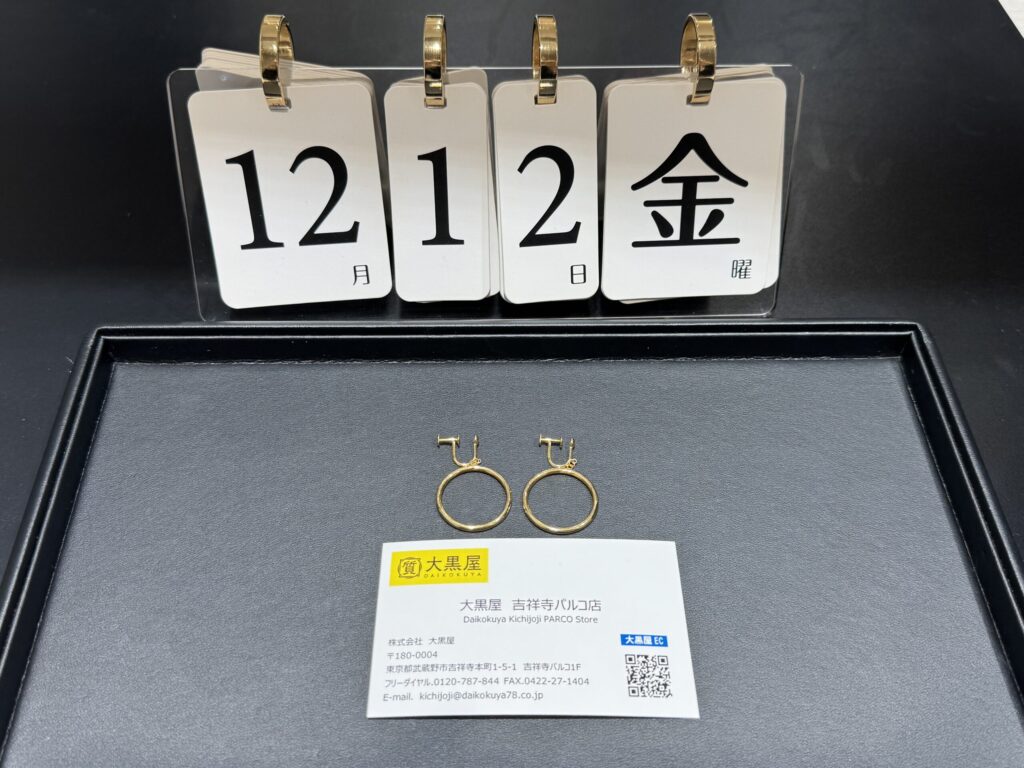 12月 12日 金曜
質 大黒屋
DAIKOKUYA
大黒屋 吉祥寺パルコ店
Daikokuya Kichijoji PARCO Store
大黒屋 EC
株式会社 大黒屋
〒180-0004
東京都武蔵野市吉祥寺本町1-5-1 吉祥寺パルコ1F
フリーダイヤル.0120-787-844 FAX.0422-27-1404
E-mail. kichijoji@daikokuya78.co.jp